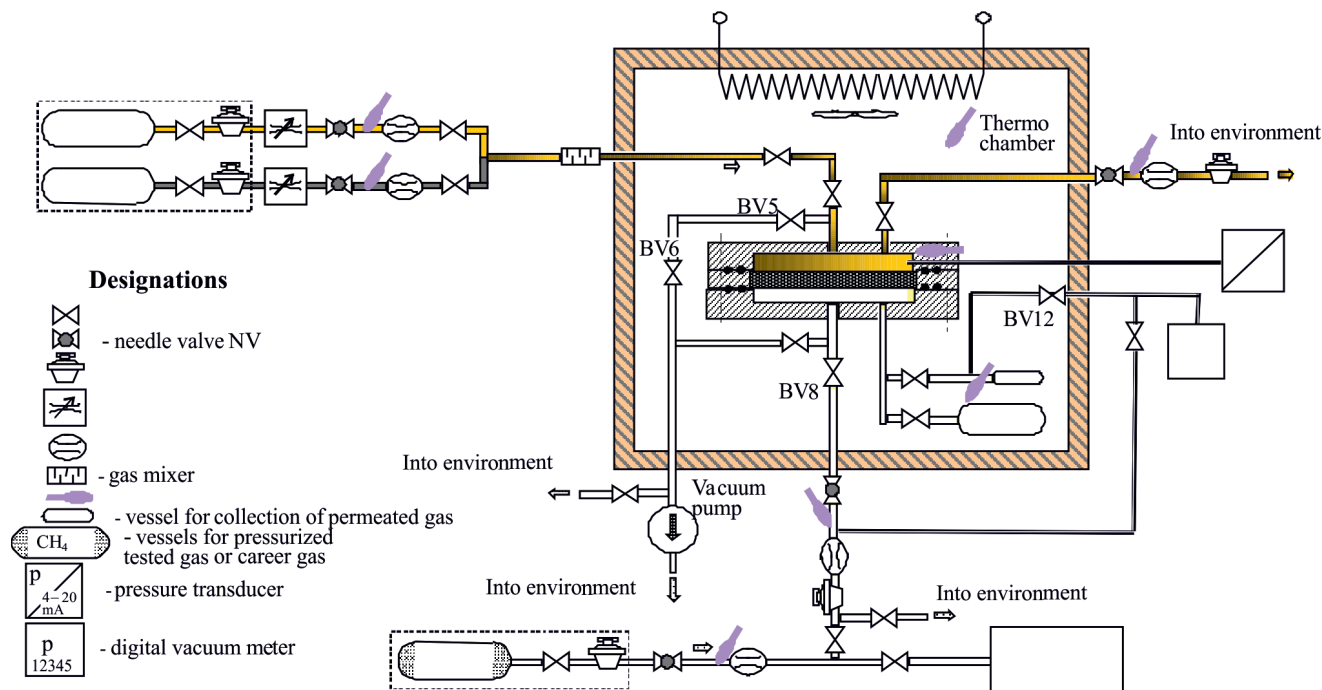 Thermo
chamber
Into environment
BV5
BV6
Designations
BV12
- needle valve NV
BV8
Into environment
- gas mixer
Vacuum
pump
- vessel for collection of permeated gas
CH4
- vessels for pressurized
tested gas or career gas
Into environment
Into environment
p
4–20
mA
- pressure transducer
p
12345
- digital vacuum meter